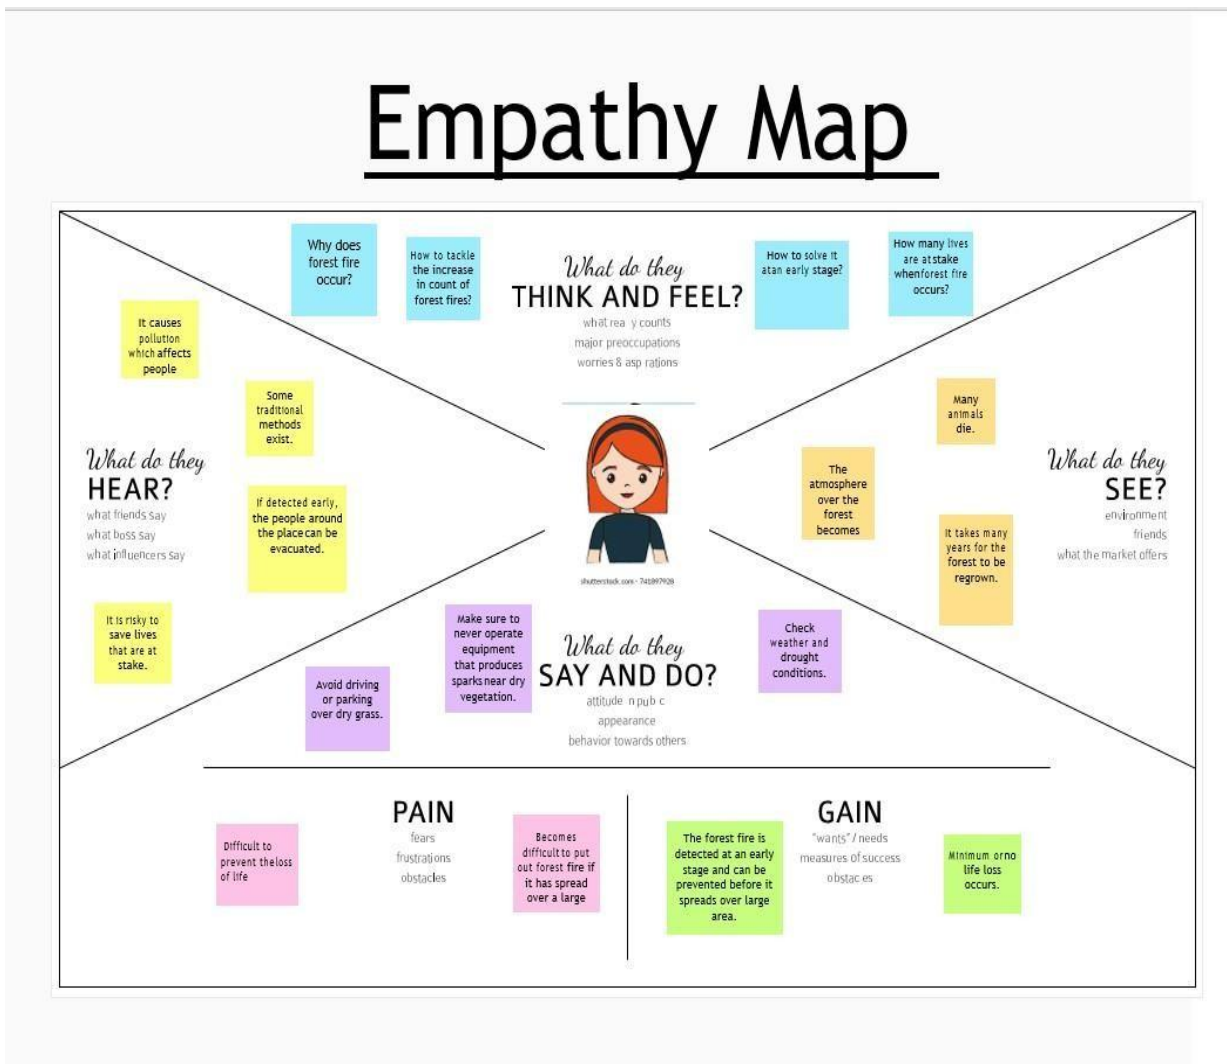 Empathy Map
Why does
forest fire
occur?
How to tackle
the increase
in count of
forest fires?
What do they
THINK AND FEEL?
what rea y counts
major preoccupations
worries & asp rations
How to solve it
atan early stage?
How many lives
are at stake
whenforest fire
occurs?
It causes
pollution
which affects
people
Some
traditional
methods
exist.
What do they
HEAR?
what friends say
what boss say
what influencers say
If detected early,
the people around
the place can be
evacuated.
It is risky to
save lives
that are at
stake.
shutterstock.com · 741897928
Many
animals
die.
The
atmosphere
over the
forest
becomes
It takes many
years for the
forest to be
regrown.
What do they
SEE?
environment
friends
what the market offers
Avoid driving
or parking
over dry grass.
Make sure to
never operate
equipment
that produces
sparks near dry
vegetation.
What do they
SAY AND DO?
attitude n pub c
appearance
behavior towards others
Check
weather and
drought
conditions.
Difficult to
prevent the loss
of life
PAIN
fears
frustrations
obstacles
Becomes
difficult to put
out forest fire if
it has spread
over a large
The forest fire is
detected at an early
stage and can be
prevented before it
spreads over large
area.
GAIN
"wants" / needs
measures of success
obstac es
Minimum or no
life loss
occurs.